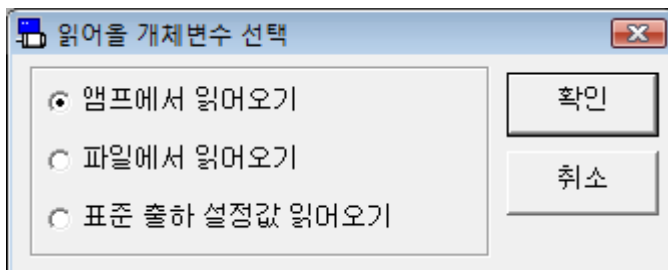 읽어올 개체변수 선택
앰프에서 읽어오기
파일에서 읽어오기
표준 출하 설정값 읽어오기
확인
취소